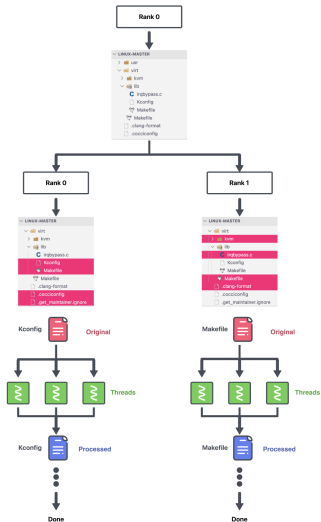 Rank 0
LINUX-MASTER
usr
virt
kvm
lib
C irqbypass.c
Kconfig
Makefile
Makefile
.clang-format
.cocciconfig
Rank 0
Rank 1
LINUX-MASTER
virt
kvm
lib
C irqbypass.c
Kconfig
Makefile
Makefile
.clang-format
.cocciconfig
.get_maintainer.ignore
LINUX-MASTER
virt
kvm
lib
irqbypass.c
Kconfig
Makefile
Makefile
.clang-format
.cocciconfig
.get_maintainer.ignore
Kconfig Original
Makefile Original
Threads
Threads
Kconfig Processed
Makefile Processed
Done
Done